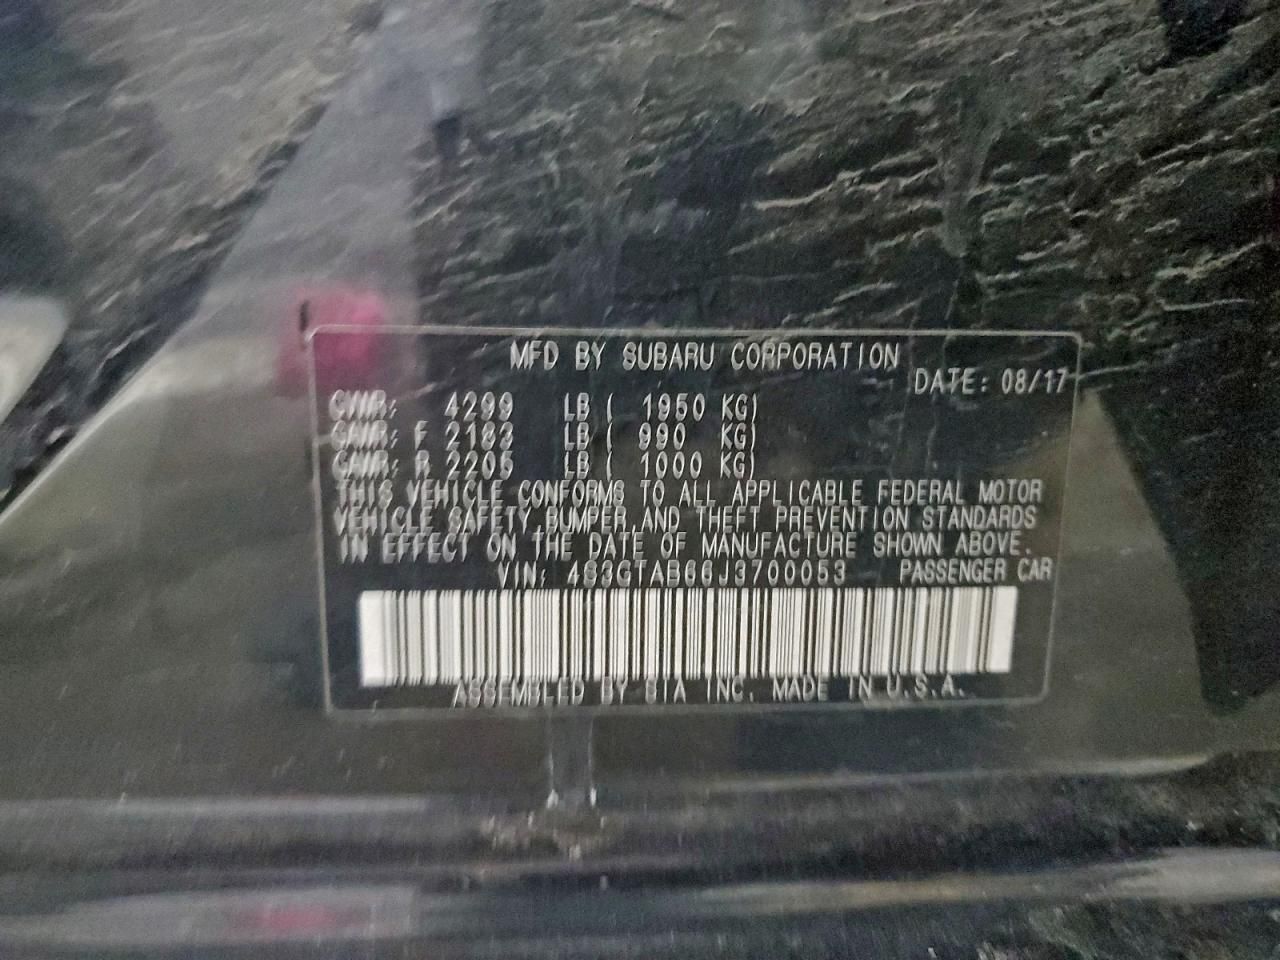 MFD BY SUBARU CORPORATION
DATE: 08/17
GVWR: 4299 LB ( 1950 KG)
GAWR: F 2183 LB ( 990 KG)
GAWR: R 2205 LB ( 1000 KG)
THIS VEHICLE CONFORMS TO ALL APPLICABLE FEDERAL MOTOR
VEHICLE SAFETY,BUMPER,AND THEFT PREVENTION STANDARDS
IN EFFECT ON THE DATE OF MANUFACTURE SHOWN ABOVE.
VIN: 4S3GTAB66J3700053 PASSENGER CAR
ASSEMBLED BY SIA INC. MADE IN U.S.A.